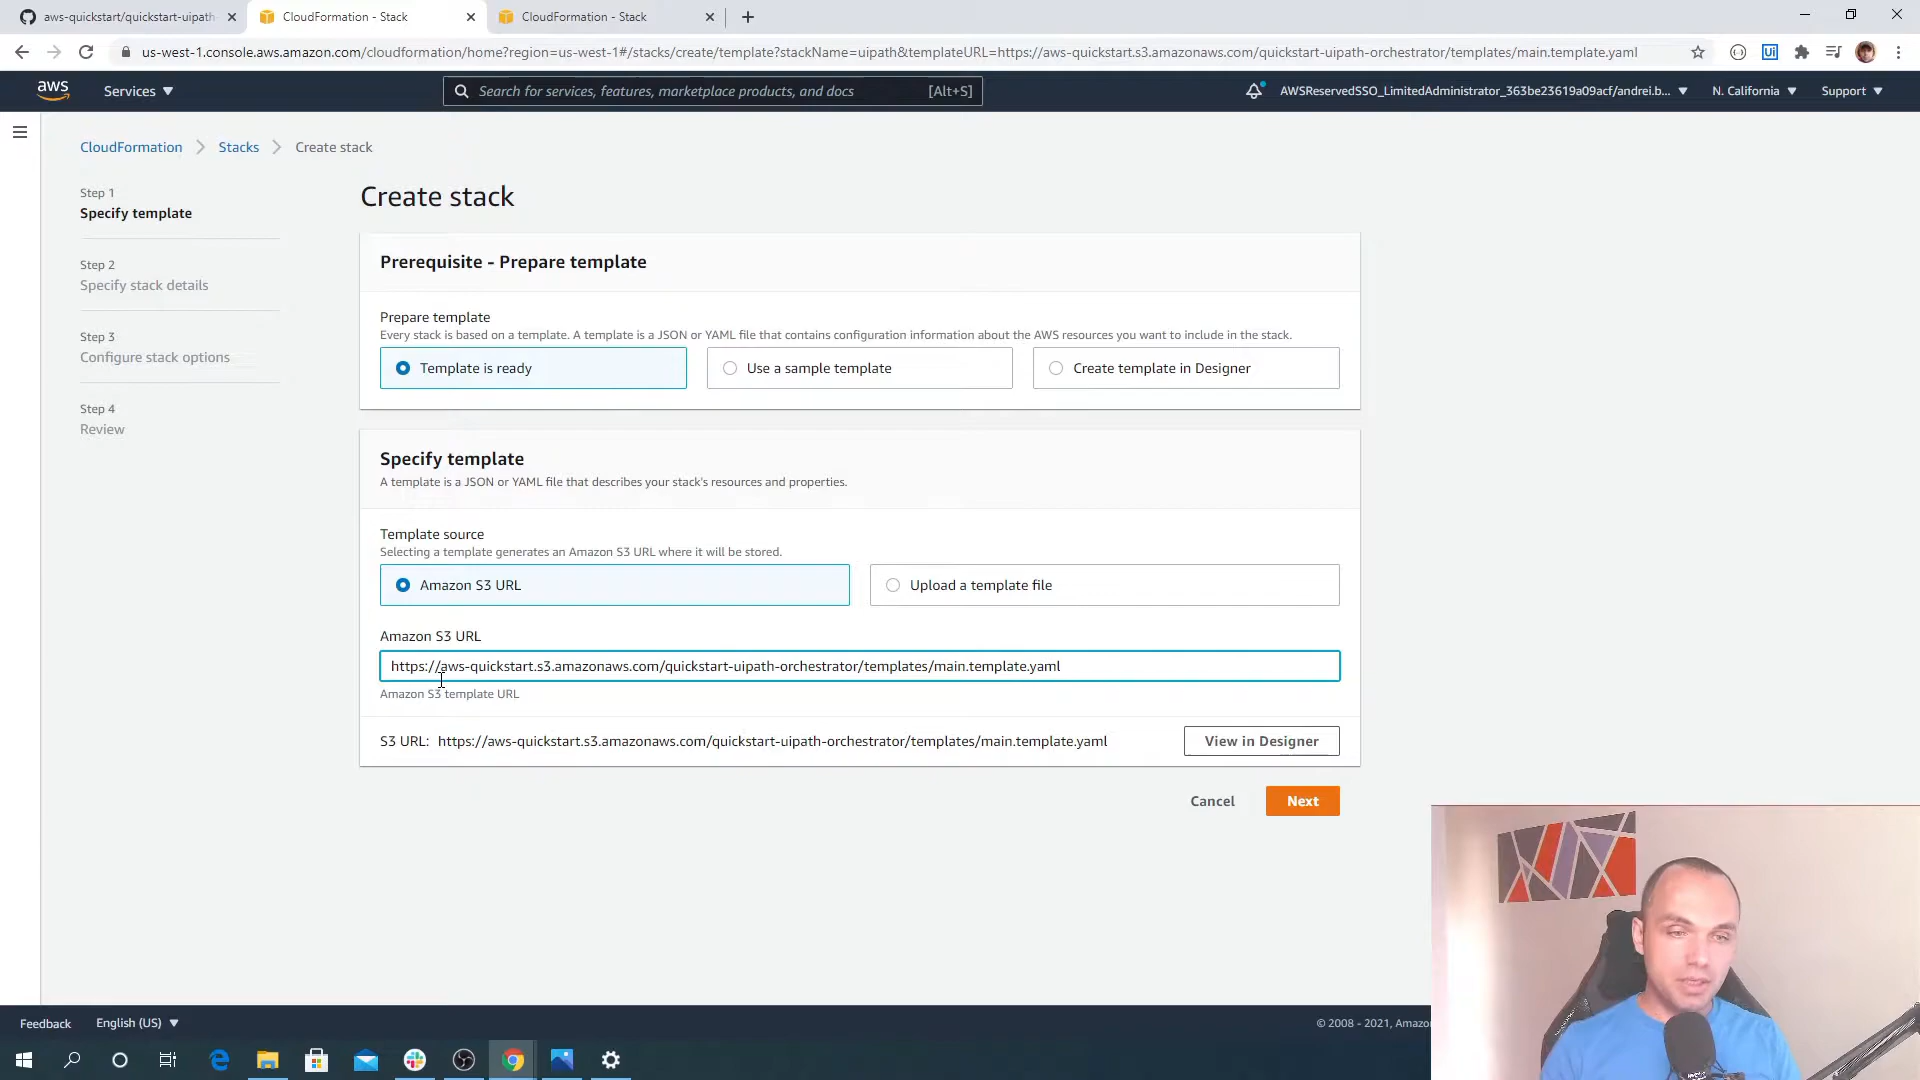 aws-quickstart/quickstart-uipath
CloudFormation - Stack
CloudFormation - Stack
us-west-1.console.aws.amazon.com/cloudformation/home?region=us-west-1#/stacks/create/template?stackName=uipath&templateURL=https://aws-quickstart.s3.amazonaws.com/quickstart-uipath-orchestrator/templates/main.template.yaml
aws
Services
Search for services, features, marketplace products, and docs
[Alt+S]
AWSReservedSSO_LimitedAdministrator_363be23619a09acf/andrei.b...
N. California
Support
CloudFormation
Stacks
Create stack
Step 1
Specify template
Step 2
Specify stack details
Step 3
Configure stack options
Step 4
Review
Create stack
Prerequisite - Prepare template
Prepare template
Every stack is based on a template. A template is a JSON or YAML file that contains configuration information about the AWS resources you want to include in the stack.
Template is ready
Use a sample template
Create template in Designer
Specify template
A template is a JSON or YAML file that describes your stack's resources and properties.
Template source
Selecting a template generates an Amazon S3 URL where it will be stored.
Amazon S3 URL
Upload a template file
Amazon S3 URL
https://aws-quickstart.s3.amazonaws.com/quickstart-uipath-orchestrator/templates/main.template.yaml
Amazon S3 template URL
S3 URL: https://aws-quickstart.s3.amazonaws.com/quickstart-uipath-orchestrator/templates/main.template.yaml
View in Designer
Cancel
Next
Feedback
English (US)
© 2008 - 2021, Amazo